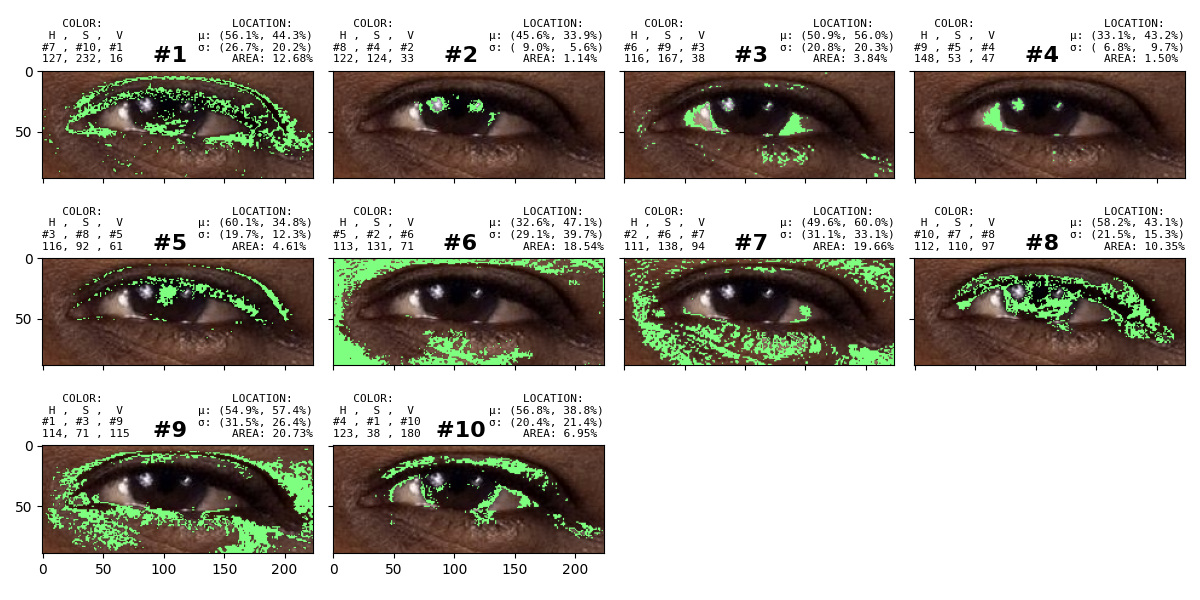 COLOR: LOCATION:
H , S , V μ: (56.1%, 44.3%)
#7 , #10, #1 σ: (26.7%, 20.2%)
127, 232, 16 #1 AREA: 12.68%
COLOR: LOCATION:
H , S , V μ: (45.6%, 33.9%)
#8 , #4 , #2 σ: ( 9.0%, 5.6%)
122, 124, 33 #2 AREA: 1.14%
COLOR: LOCATION:
H , S , V μ: (50.9%, 56.0%)
#6 , #9 , #3 σ: (20.8%, 20.3%)
116, 167, 38 #3 AREA: 3.84%
COLOR: LOCATION:
H , S , V μ: (33.1%, 43.2%)
#9 , #5 , #4 σ: ( 6.8%, 9.7%)
148, 53 , 47 #4 AREA: 1.50%
0
50
COLOR: LOCATION:
H , S , V μ: (60.1%, 34.8%)
#3 , #8 , #5 σ: (19.7%, 12.3%)
116, 92 , 61 #5 AREA: 4.61%
COLOR: LOCATION:
H , S , V μ: (32.6%, 47.1%)
#5 , #2 , #6 σ: (29.1%, 39.7%)
113, 131, 71 #6 AREA: 18.54%
COLOR: LOCATION:
H , S , V μ: (49.6%, 60.0%)
#2 , #6 , #7 σ: (31.1%, 33.1%)
111, 138, 94 #7 AREA: 19.66%
COLOR: LOCATION:
H , S , V μ: (58.2%, 43.1%)
#10, #7 , #8 σ: (21.5%, 15.3%)
112, 110, 97 #8 AREA: 10.35%
0
50
COLOR: LOCATION:
H , S , V μ: (54.9%, 57.4%)
#1 , #3 , #9 σ: (31.5%, 26.4%)
114, 71 , 115 #9 AREA: 20.73%
COLOR: LOCATION:
H , S , V μ: (56.8%, 38.8%)
#4 , #1 , #10 σ: (20.4%, 21.4%)
123, 38 , 180 #10 AREA: 6.95%
0
50
0 50 100 150 200
0 50 100 150 200